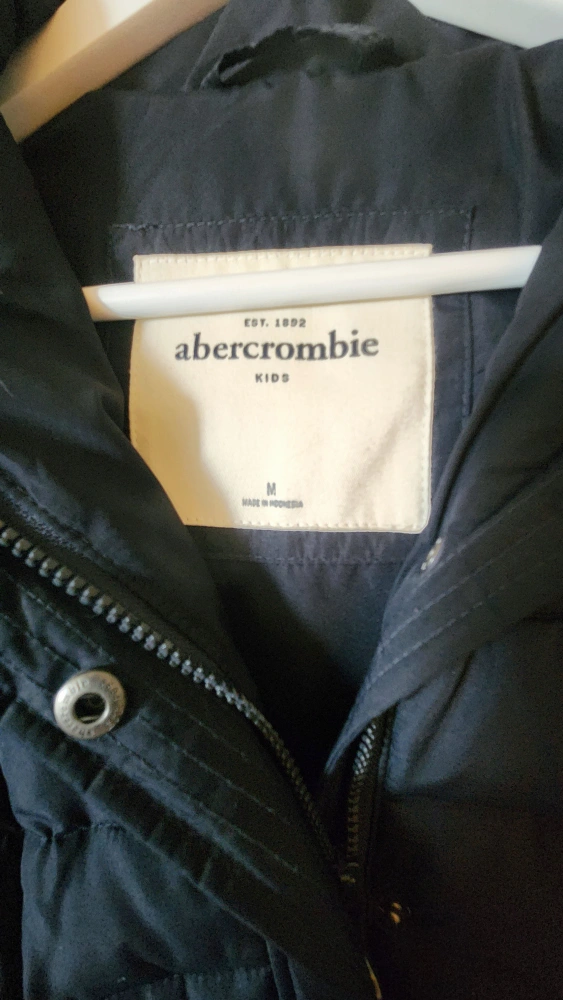 EST. 1892
abercrombie
KIDS
M
MADE IN INDONESIA